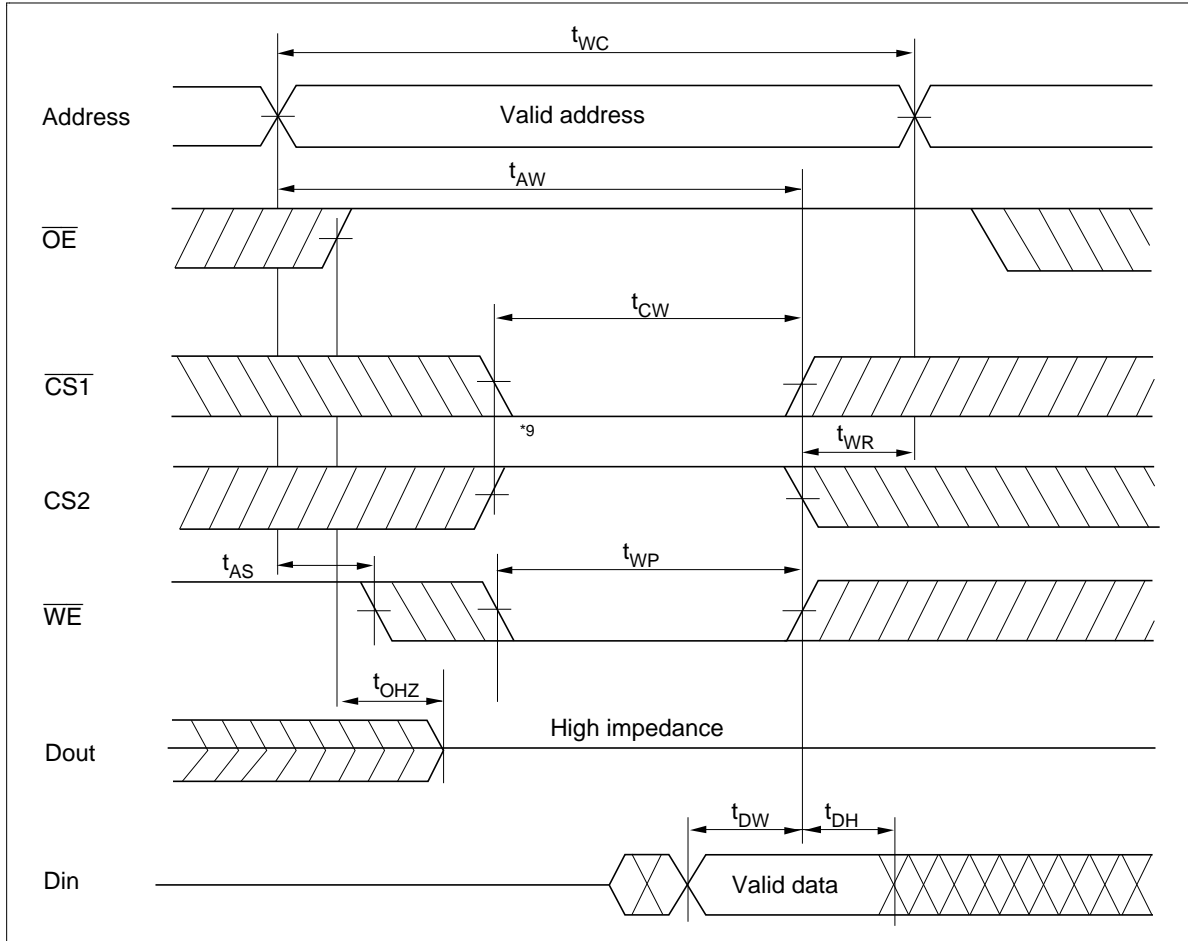 tWC
Address
Valid address
tAW
OE
tCW
CS1
*9
tWR
CS2
tAS
tWP
WE
tOHZ
High impedance
Dout
tDW
tDH
Din
Valid data